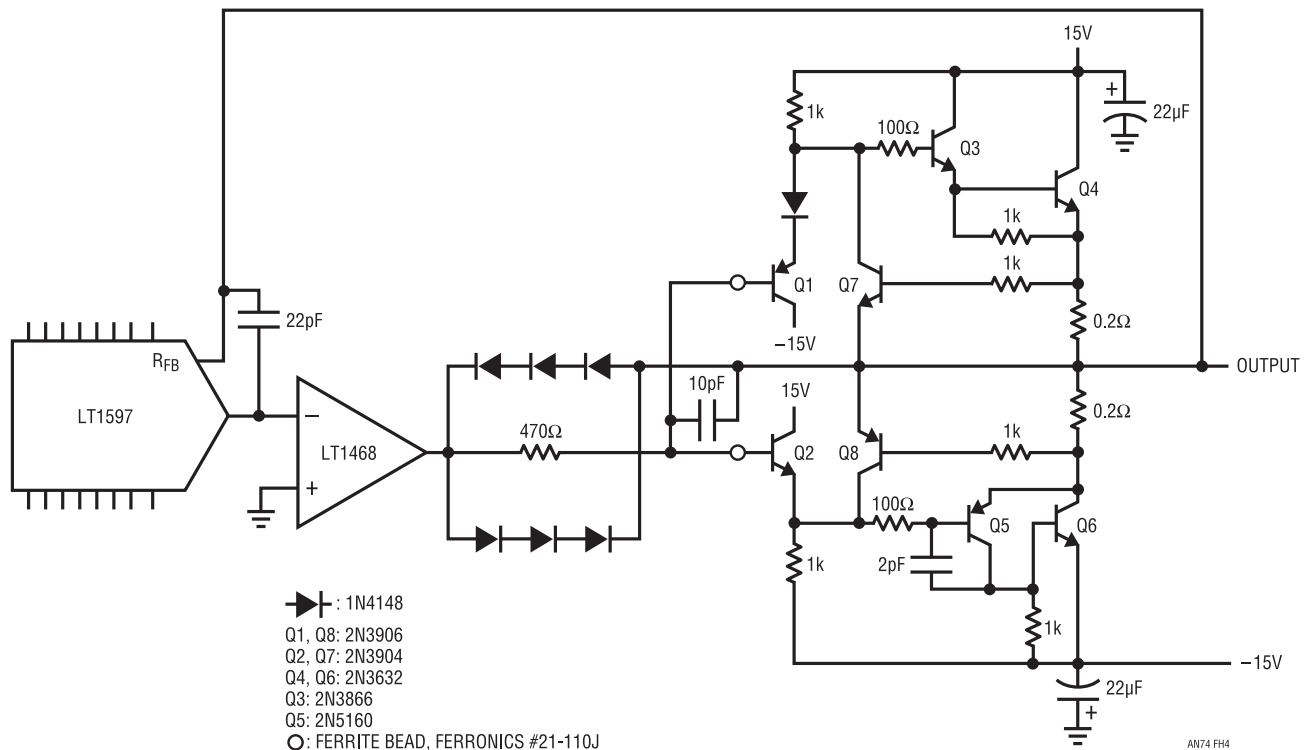 15V
1k
100Ω
Q3
+
22µF
Q4
1k
1k
Q1
Q7
0.2Ω
−15V
22pF
RFB
LT1597
−
LT1468
+
OUTPUT
10pF
15V
0.2Ω
470Ω
Q2
Q8
1k
100Ω
Q5
Q6
1k
2pF
1k
−15V
22µF
+
: 1N4148
Q1, Q8: 2N3906
Q2, Q7: 2N3904
Q4, Q6: 2N3632
Q3: 2N3866
Q5: 2N5160
: FERRITE BEAD, FERRONICS #21-110J
AN74 FH4